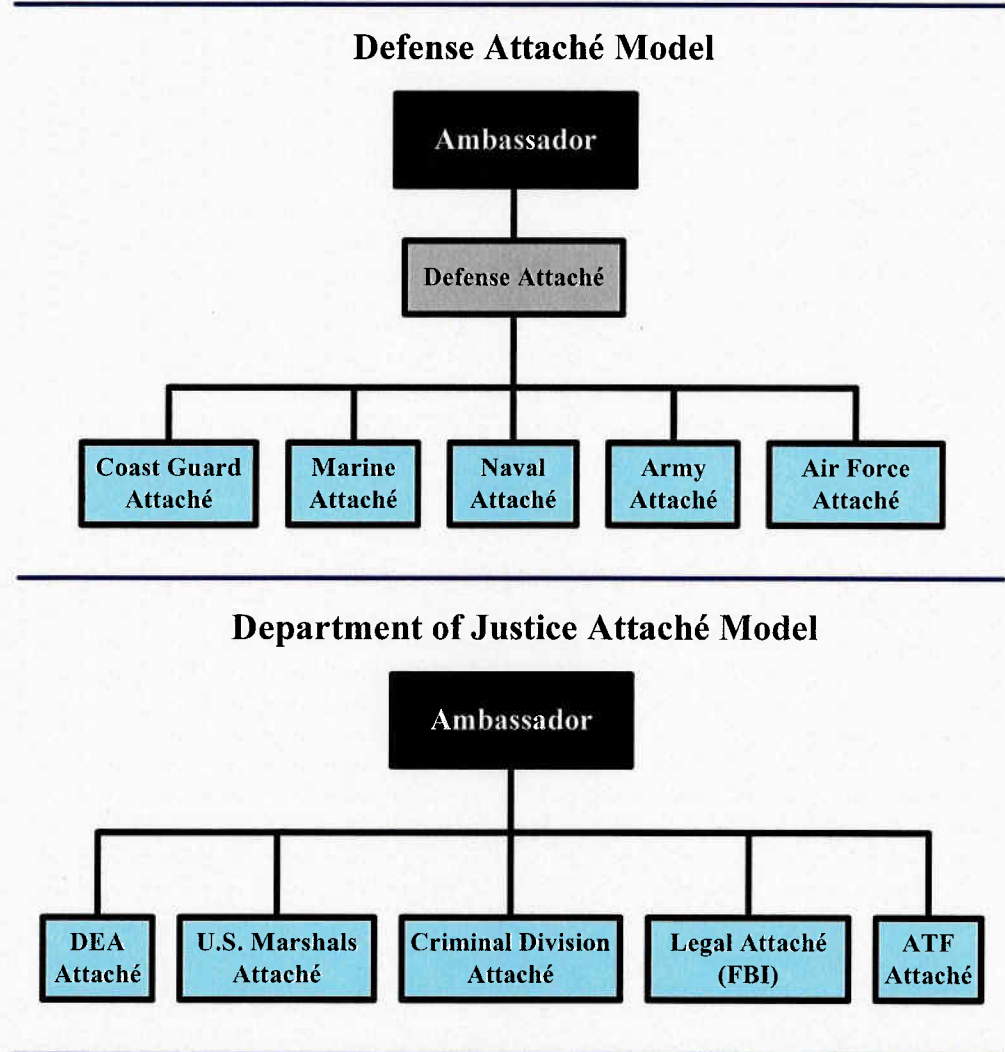 Defense Attaché Model
Ambassador
Defense Attaché
Coast Guard
Attaché
Marine
Attaché
Naval
Attaché
Army
Attaché
Air Force
Attaché
Department of Justice Attaché Model
Ambassador
DEA
Attaché
U.S. Marshals
Attaché
Criminal Division
Attaché
Legal Attaché
(FBI)
ATF
Attaché